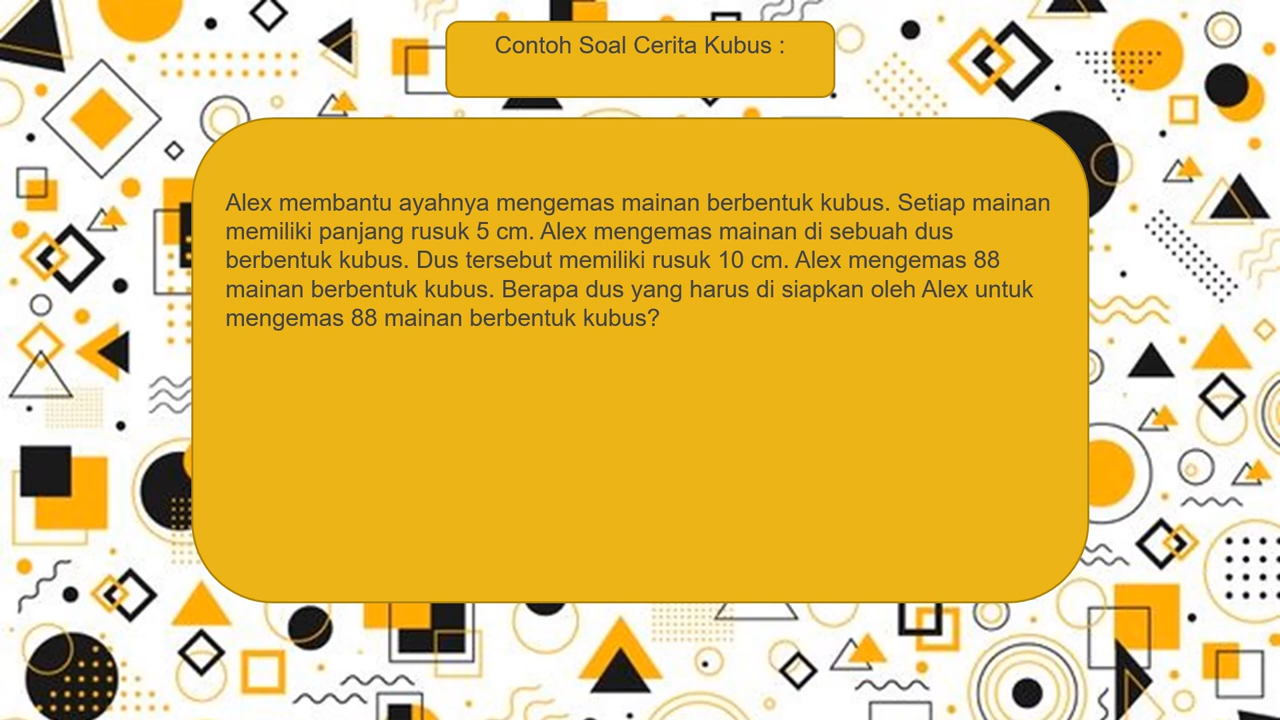 Contoh Soal Cerita Kubus :
Alex membantu ayahnya mengemas mainan berbentuk kubus. Setiap mainan
memiliki panjang rusuk 5 cm. Alex mengemas mainan di sebuah dus
berbentuk kubus. Dus tersebut memiliki rusuk 10 cm. Alex mengemas 88
mainan berbentuk kubus. Berapa dus yang harus di siapkan oleh Alex untuk
mengemas 88 mainan berbentuk kubus?